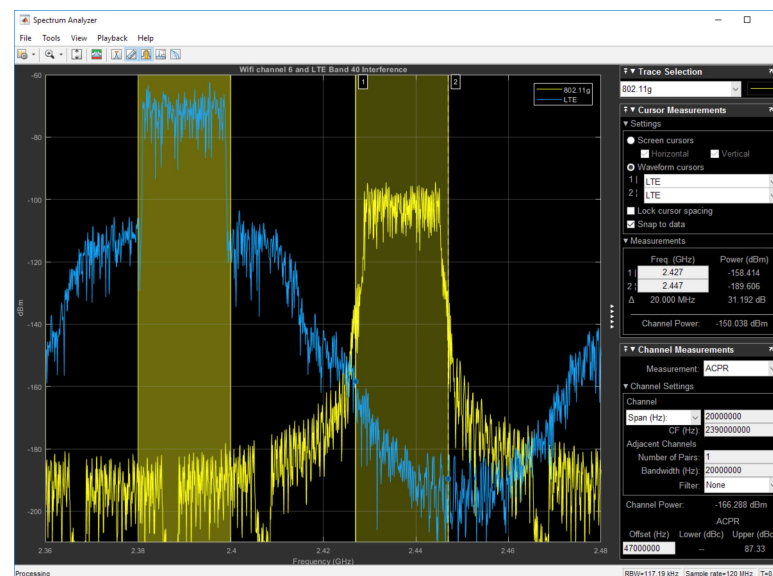 Spectrum Analyzer
File Tools View Playback Help
Wifi channel 6 and LTE Band 40 Interference
-60
-80
-100
-120
-140
-160
-180
-200
dBm
1
2
802.11g
LTE
2.36 2.38 2.4 2.42 2.44 2.46 2.48
Frequency (GHz)
Trace Selection
802.11g
Cursor Measurements
Settings
Screen cursors
Horizontal Vertical
Waveform cursors
1 LTE
2 LTE
Lock cursor spacing
Snap to data
Measurements
Freq. (GHz) Power (dBm)
1 2.427 -158.414
2 2.447 -189.606
Δ 20.000 MHz 31.192 dB
Channel Power: -150.038 dBm
Channel Measurements
Measurement: ACPR
Channel Settings
Channel
Span (Hz): 20000000
CF (Hz): 2390000000
Adjacent Channels
Number of Pairs: 1
Bandwidth (Hz): 20000000
Filter: None
Channel Power: -166.288 dBm
ACPR
Offset (Hz) Lower (dBc) Upper (dBc
47000000 -- 87.33
Processing
RBW=117.19 kHz Sample rate=120 MHz T=0